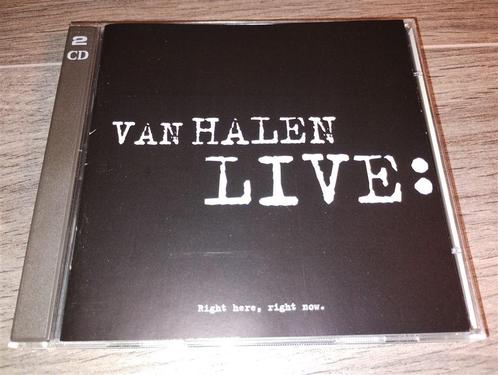 2
CD
VAN HALEN
LIVE:
Right here, right now.